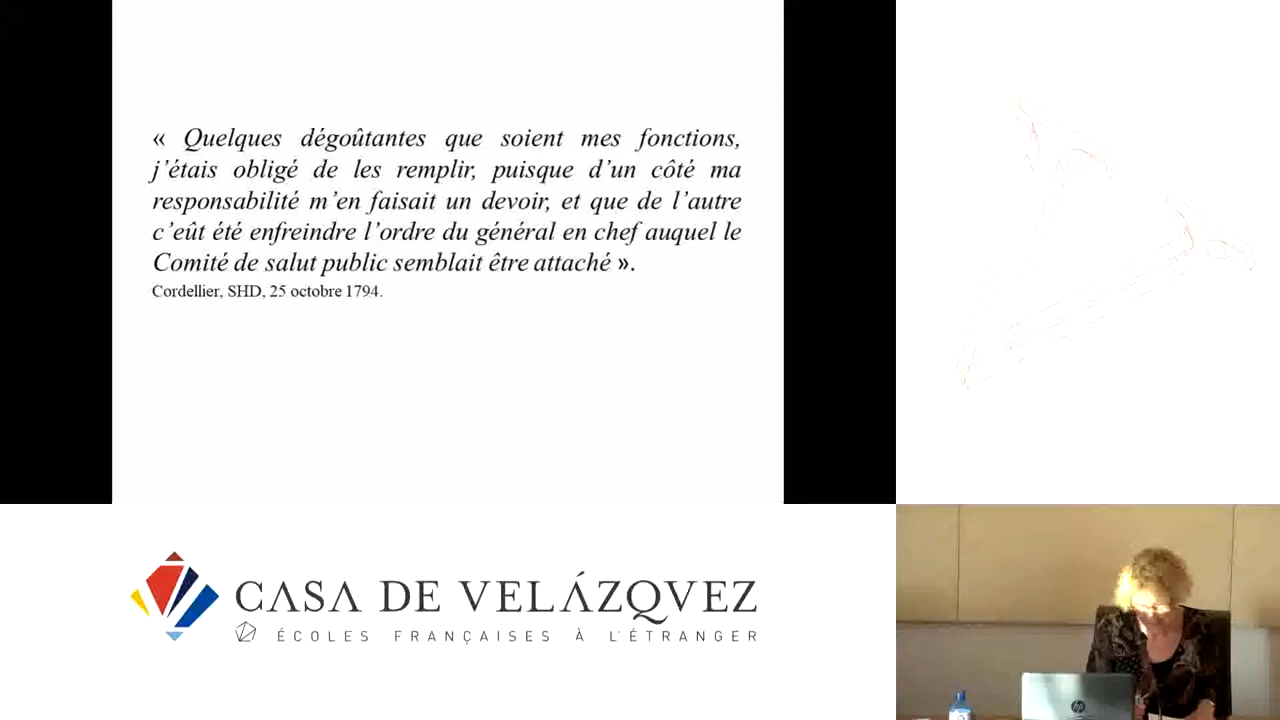 « Quelques dégoûtantes que soient mes fonctions,
j’étais obligé de les remplir, puisque d’un côté ma
responsabilité m’en faisait un devoir, et que de l’autre
c’eût été enfreindre l’ordre du général en chef auquel le
Comité de salut public semblait être attaché ».
Cordellier, SHD, 25 octobre 1794.
CASA DE VELÁZQVEZ
ÉCOLES FRANÇAISES À L'ÉTRANGER
hp